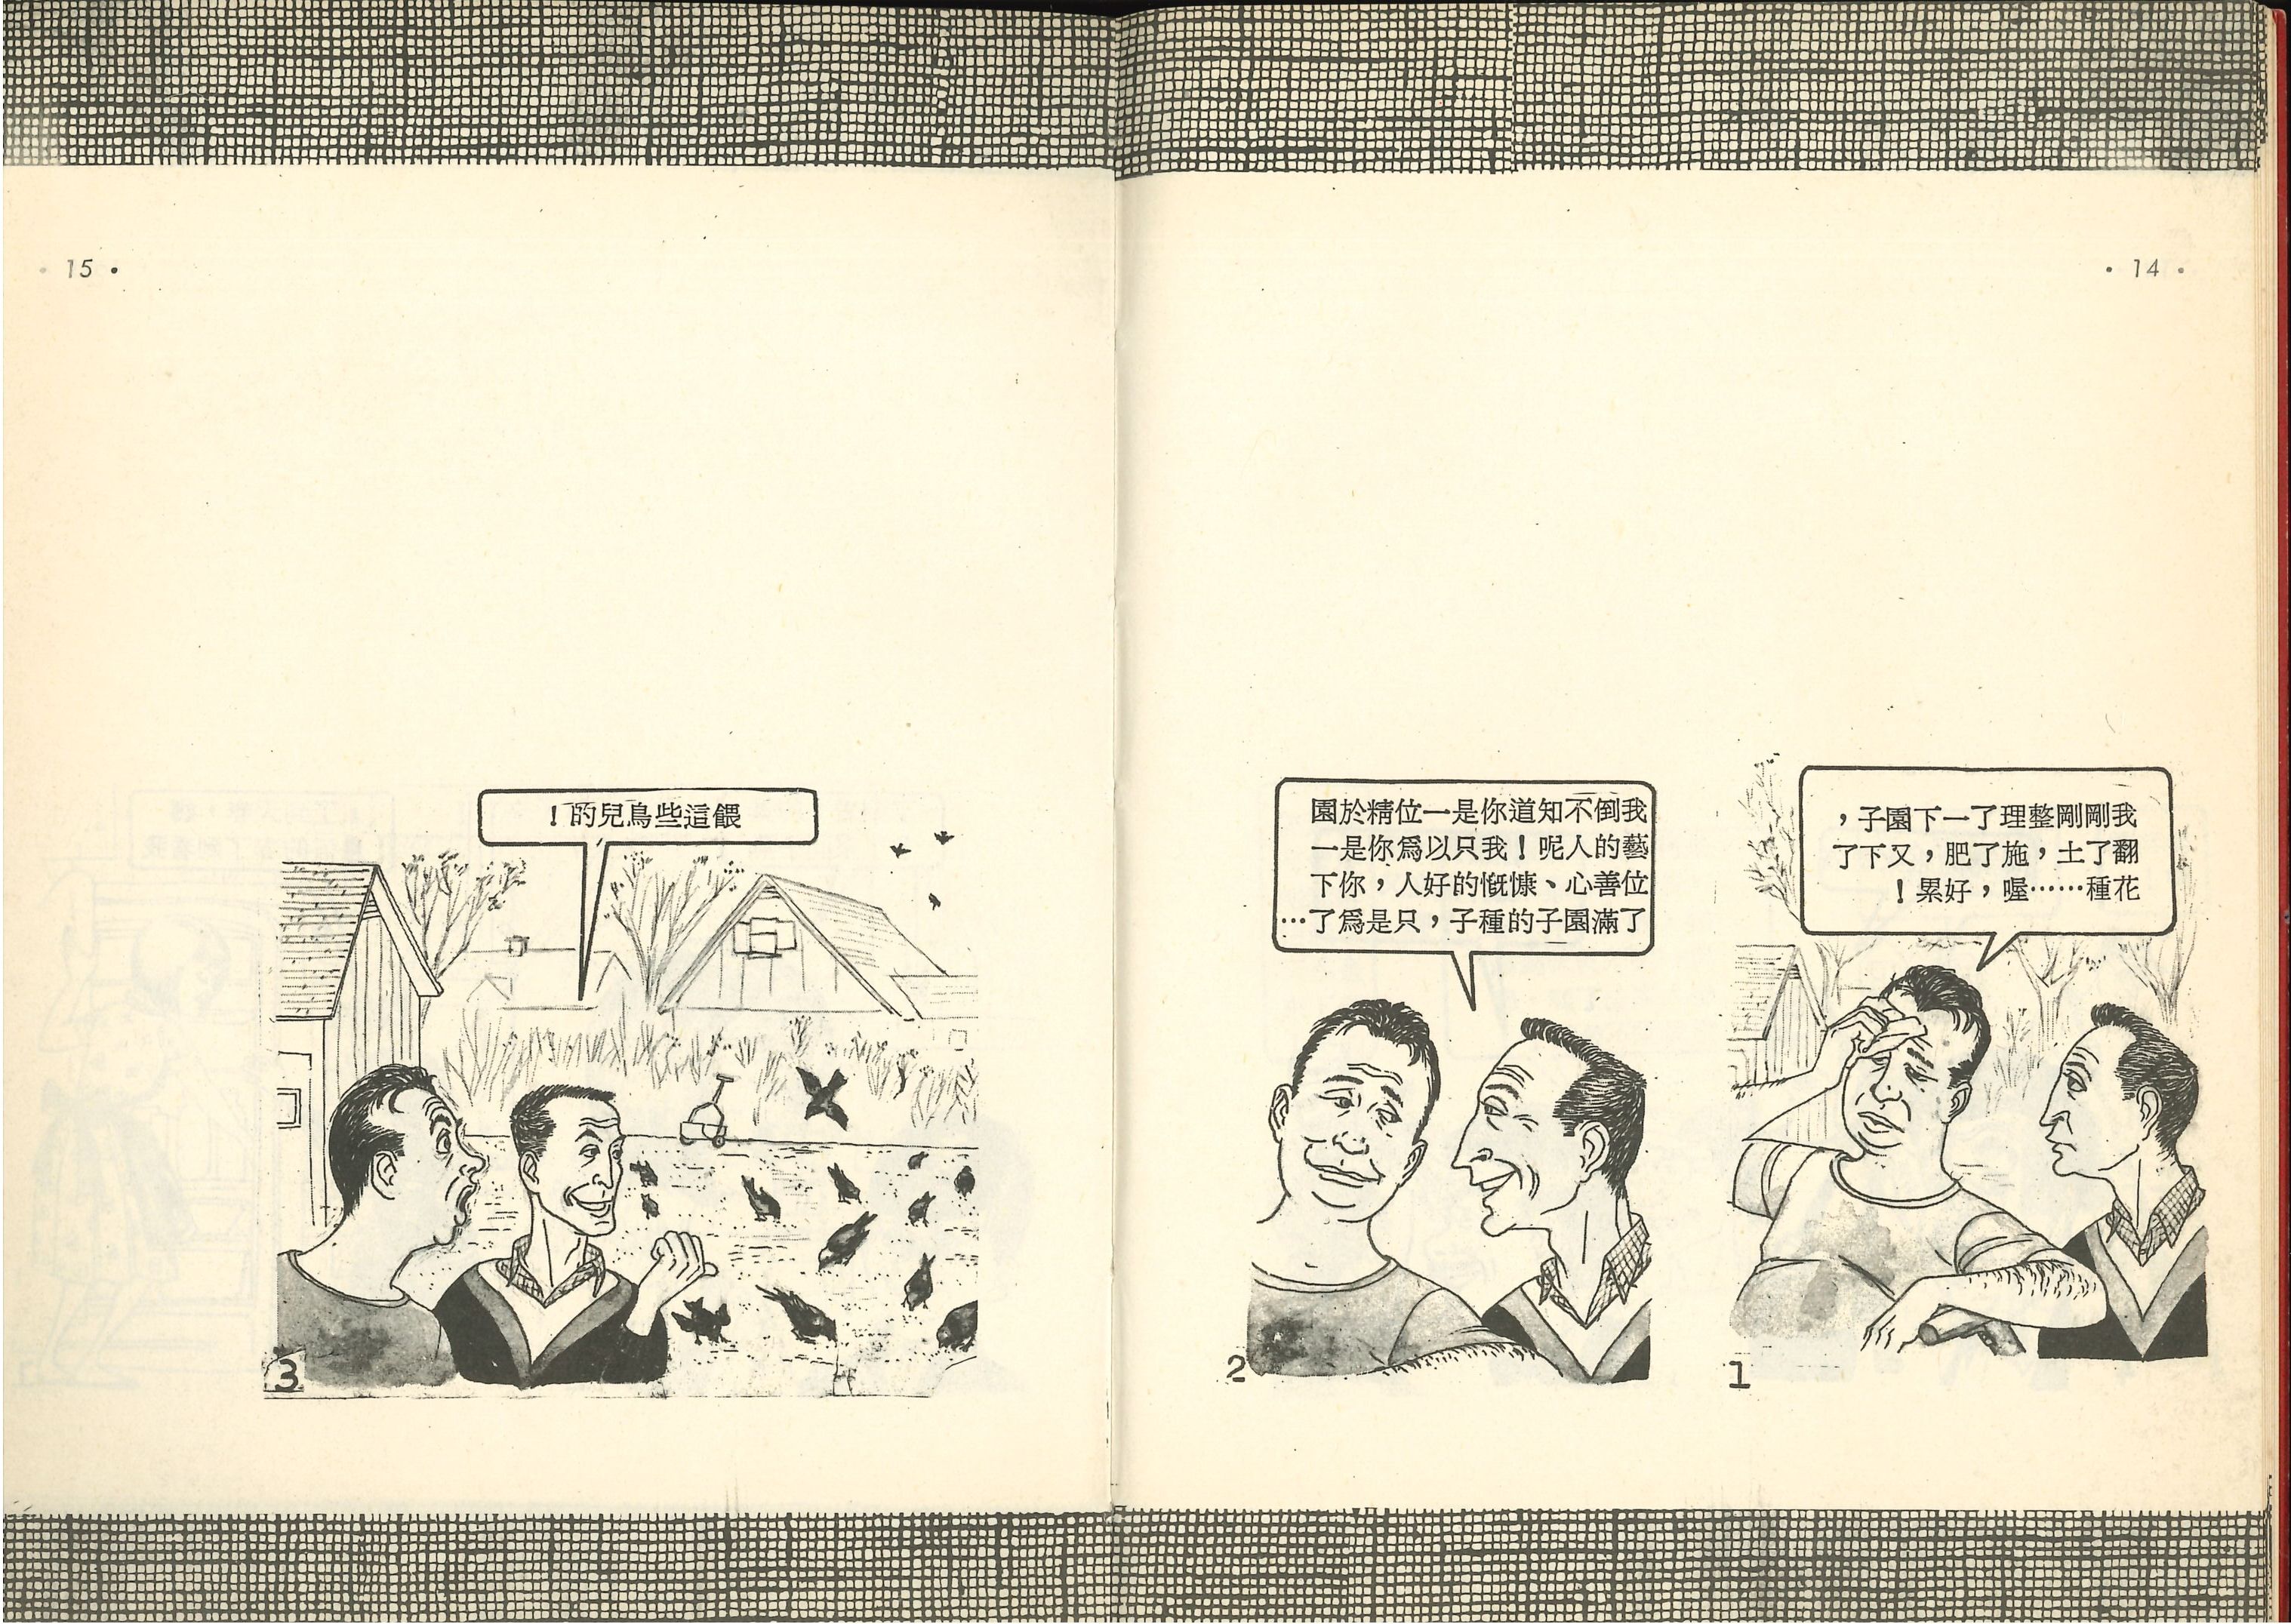 • 14 •
我剛剛整理了一下園子，
翻了土，施了肥，又下了
花種……喔，好累！
1
我倒不知道你是一位精於園
藝的人呢！我只以爲你是一
位善心、慷慨的好人，你下
了滿園子的種子，只是爲了…
2
• 15 •
餵這些鳥兒的！
3